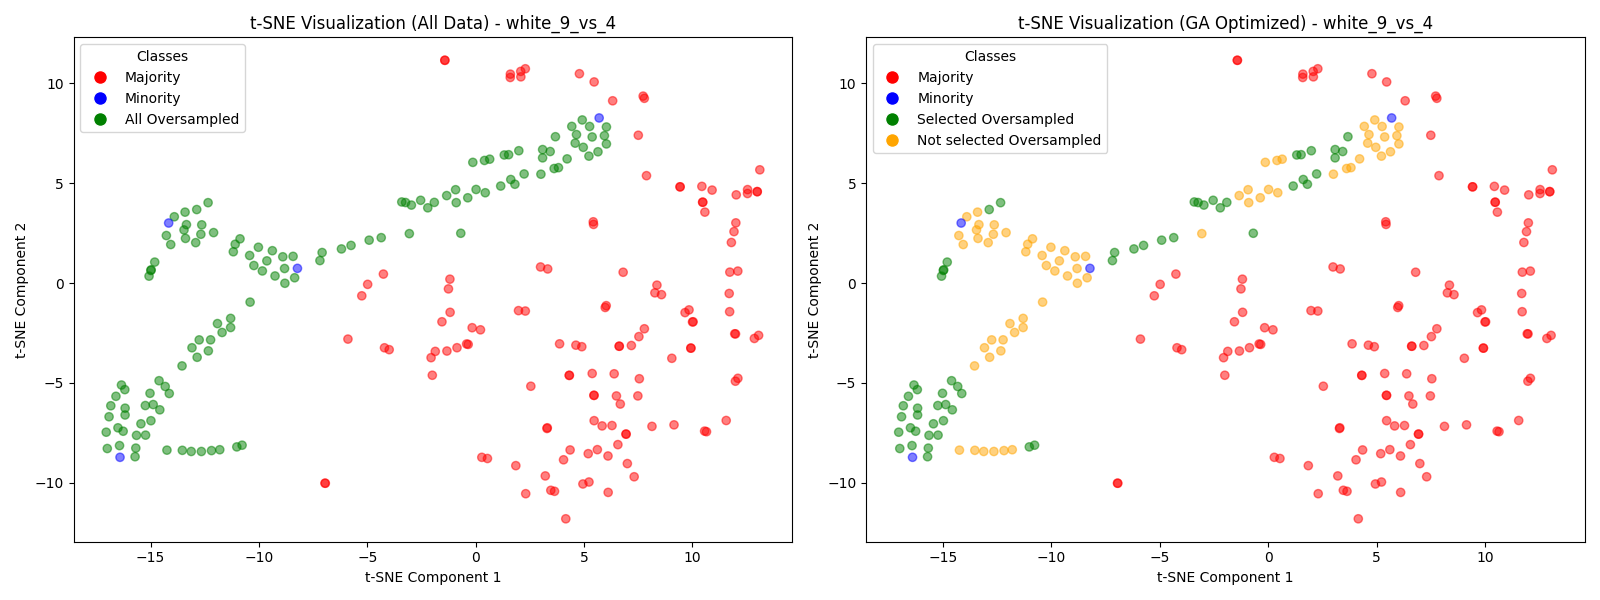 t-SNE Visualization (All Data) - white_9_vs_4
Classes
Majority
Minority
All Oversampled
10
5
0
−5
−10
t-SNE Component 2
−15
−10
−5
0
5
10
t-SNE Component 1
t-SNE Visualization (GA Optimized) - white_9_vs_4
Classes
Majority
Minority
Selected Oversampled
Not selected Oversampled
10
5
0
−5
−10
t-SNE Component 2
−15
−10
−5
0
5
10
t-SNE Component 1